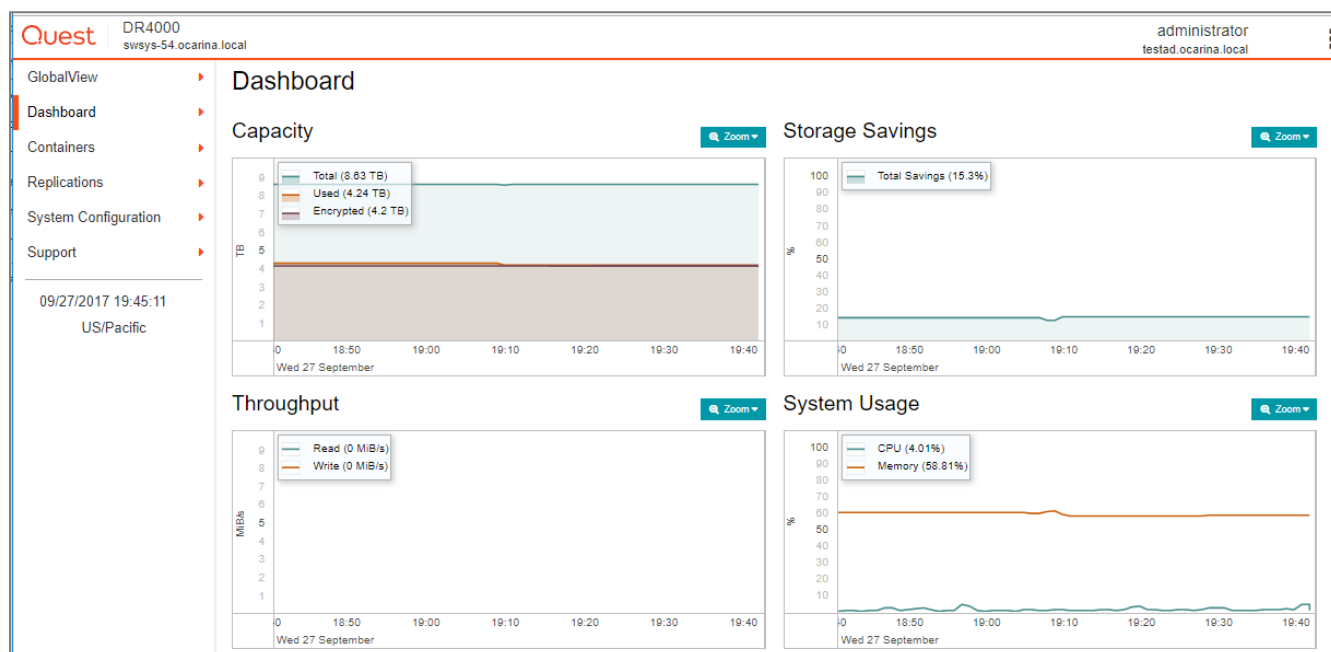 Quest
DR4000
swsys-54.ocarina.local
administrator
testad.ocarina.local
GlobalView
Dashboard
Containers
Replications
System Configuration
Support
09/27/2017 19:45:11
US/Pacific
Dashboard
Capacity
Zoom
9
8
7
6
5
4
3
2
1
TB
Total (8.63 TB)
Used (4.24 TB)
Encrypted (4.2 TB)
18:50 19:00 19:10 19:20 19:30 19:40
Wed 27 September
Storage Savings
Zoom
100
90
80
70
60
50
40
30
20
10
%
Total Savings (15.3%)
18:50 19:00 19:10 19:20 19:30 19:40
Wed 27 September
Throughput
Zoom
9
8
7
6
5
4
3
2
1
MiB/s
Read (0 MiB/s)
Write (0 MiB/s)
18:50 19:00 19:10 19:20 19:30 19:40
Wed 27 September
System Usage
Zoom
100
90
80
70
60
50
40
30
20
10
%
CPU (4.01%)
Memory (58.81%)
18:50 19:00 19:10 19:20 19:30 19:40
Wed 27 September